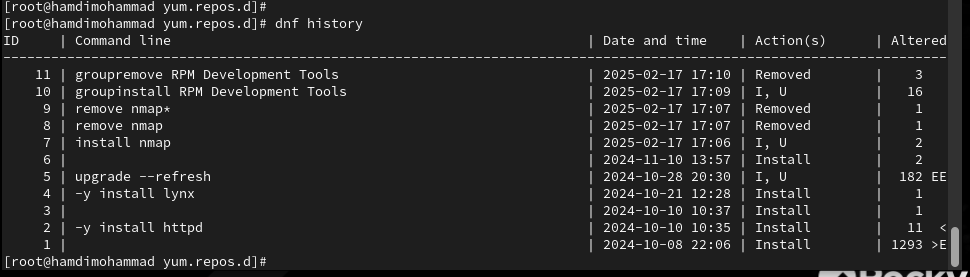 [root@hamdimohammad yum.repos.d]#
[root@hamdimohammad yum.repos.d]# dnf history
ID     | Command line                                                    | Date and time    | Action(s)      | Altered
--------------------------------------------------------------------------------------------------------------
    11 | groupremove RPM Development Tools                               | 2025-02-17 17:10 | Removed        |    3
    10 | groupinstall RPM Development Tools                              | 2025-02-17 17:09 | I, U           |   16
     9 | remove nmap*                                                    | 2025-02-17 17:07 | Removed        |    1
     8 | remove nmap                                                     | 2025-02-17 17:07 | Removed        |    1
     7 | install nmap                                                    | 2025-02-17 17:06 | I, U           |    2
     6 |                                                                 | 2024-11-10 13:57 | Install        |    2
     5 | upgrade --refresh                                               | 2024-10-28 20:30 | I, U           |  182 EE
     4 | -y install lynx                                                 | 2024-10-21 12:28 | Install        |    1
     3 |                                                                 | 2024-10-10 10:37 | Install        |    1
     2 | -y install httpd                                                | 2024-10-10 10:35 | Install        |   11  <
     1 |                                                                 | 2024-10-08 22:06 | Install        | 1293 >E
[root@hamdimohammad yum.repos.d]#